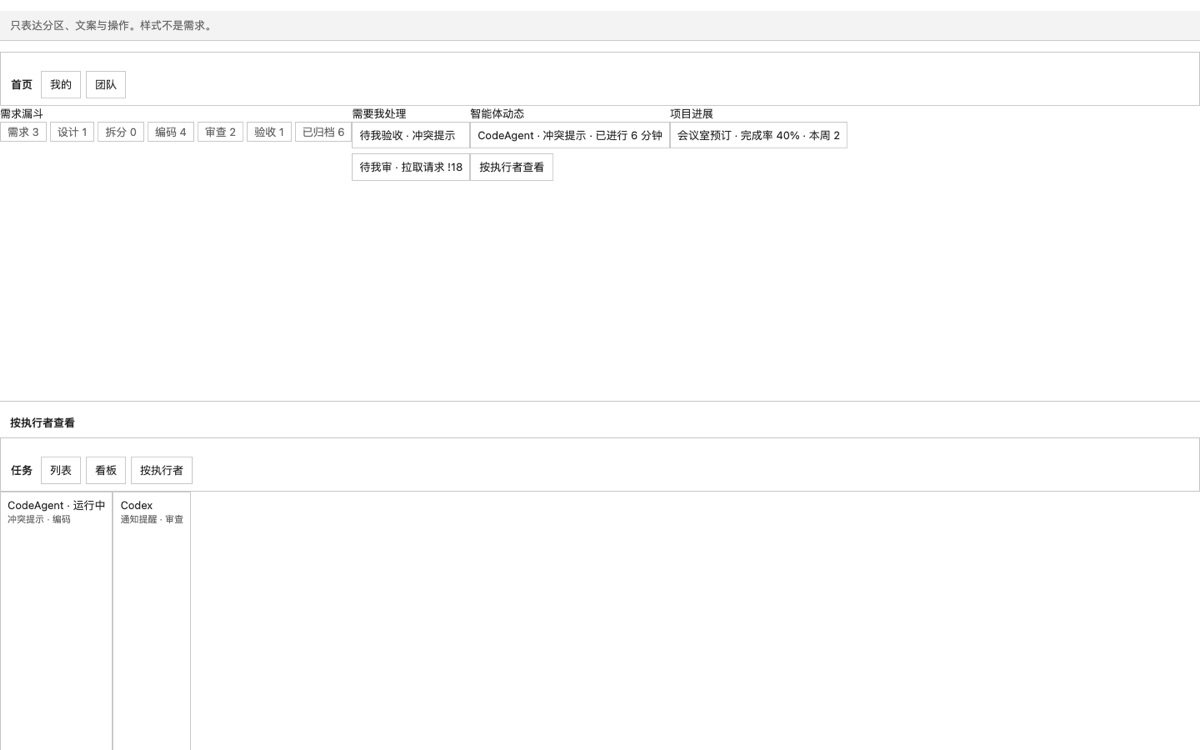 只表达分区、文案与操作。样式不是需求。
首页 我的 团队
需求漏斗
需求 3 设计 1 拆分 0 编码 4 审查 2 验收 1 已归档 6
需要我处理
待我验收 · 冲突提示
待我审 · 拉取请求 !18
智能体动态
CodeAgent · 冲突提示 · 已进行 6 分钟
按执行者查看
项目进展
会议室预订 · 完成率 40% · 本周 2
按执行者查看
任务 列表 看板 按执行者
CodeAgent · 运行中
冲突提示 · 编码
Codex
通知提醒 · 审查